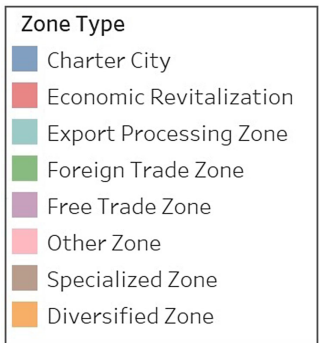 Zone Type
Charter City
Economic Revitalization
Export Processing Zone
Foreign Trade Zone
Free Trade Zone
Other Zone
Specialized Zone
Diversified Zone